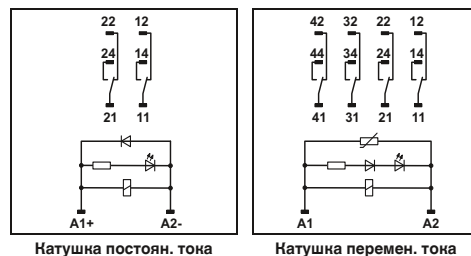 22 12
24 14
21 11
A1+ A2-
Катушка постоян. тока
42 32 22 12
44 34 24 14
41 31 21 11
A1 A2
Катушка перемен. тока